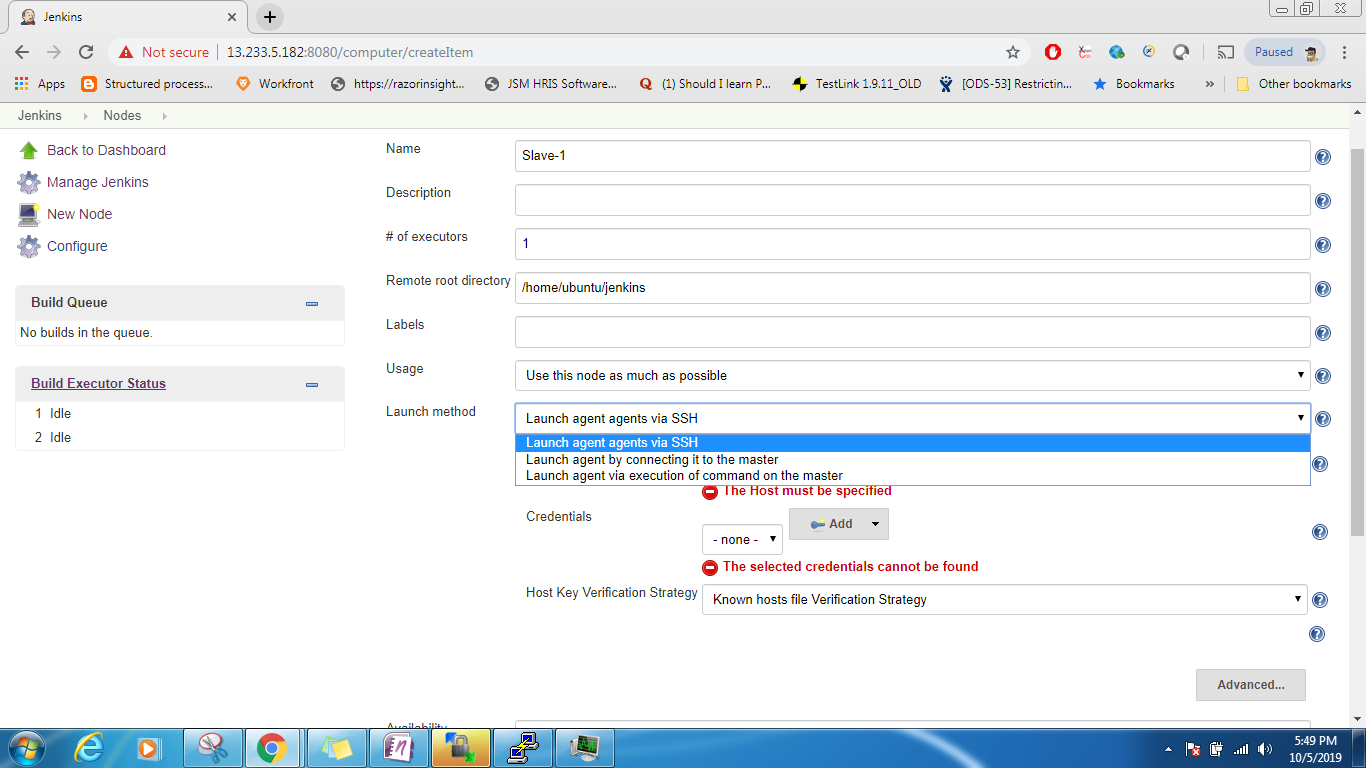 Jenkins
Not secure 13.233.5.182:8080/computer/createItem Paused
Apps Structured process... Workfront https://razorinsight... JSM HRIS Software... (1) Should I learn P... TestLink 1.9.11_OLD [ODS-53] Restrictin... Bookmarks » Other bookmarks
Jenkins Nodes
Back to Dashboard
Manage Jenkins
New Node
Configure
Build Queue
No builds in the queue.
Build Executor Status
1 Idle
2 Idle
Name Slave-1
Description
# of executors 1
Remote root directory /home/ubuntu/jenkins
Labels
Usage Use this node as much as possible
Launch method Launch agent agents via SSH
Launch agent agents via SSH
Launch agent by connecting it to the master
Launch agent via execution of command on the master
The Host must be specified
Credentials
- none - Add
The selected credentials cannot be found
Host Key Verification Strategy Known hosts file Verification Strategy
Advanced...
Availability
5:49 PM
10/5/2019